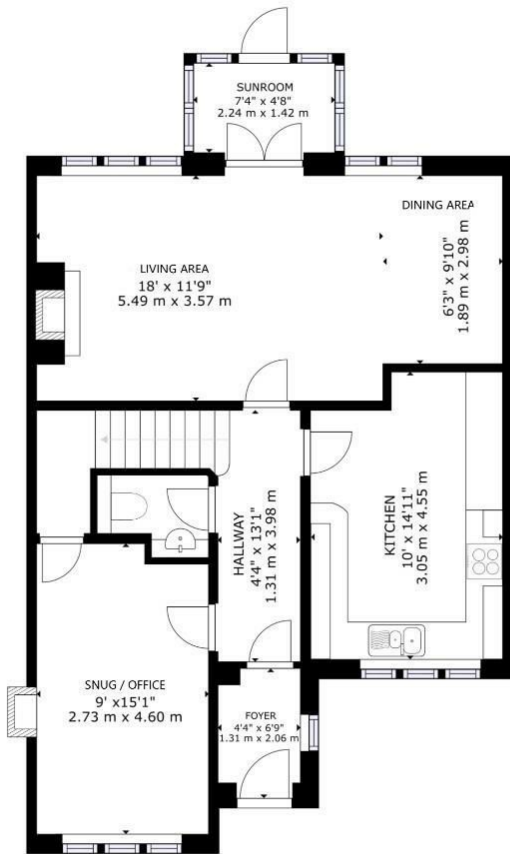 SUNROOM
7'4" x 4'8"
2.24 m x 1.42 m
DINING AREA
6'3" x 9'10"
1.89 m x 2.98 m
LIVING AREA
18' x 11'9"
5.49 m x 3.57 m
HALLWAY
4'4" x 13'1"
1.31 m x 3.98 m
KITCHEN
10' x 14'11"
3.05 m x 4.55 m
SNUG / OFFICE
9' x15'1"
2.73 m x 4.60 m
FOYER
4'4" x 6'9"
1.31 m x 2.06 m